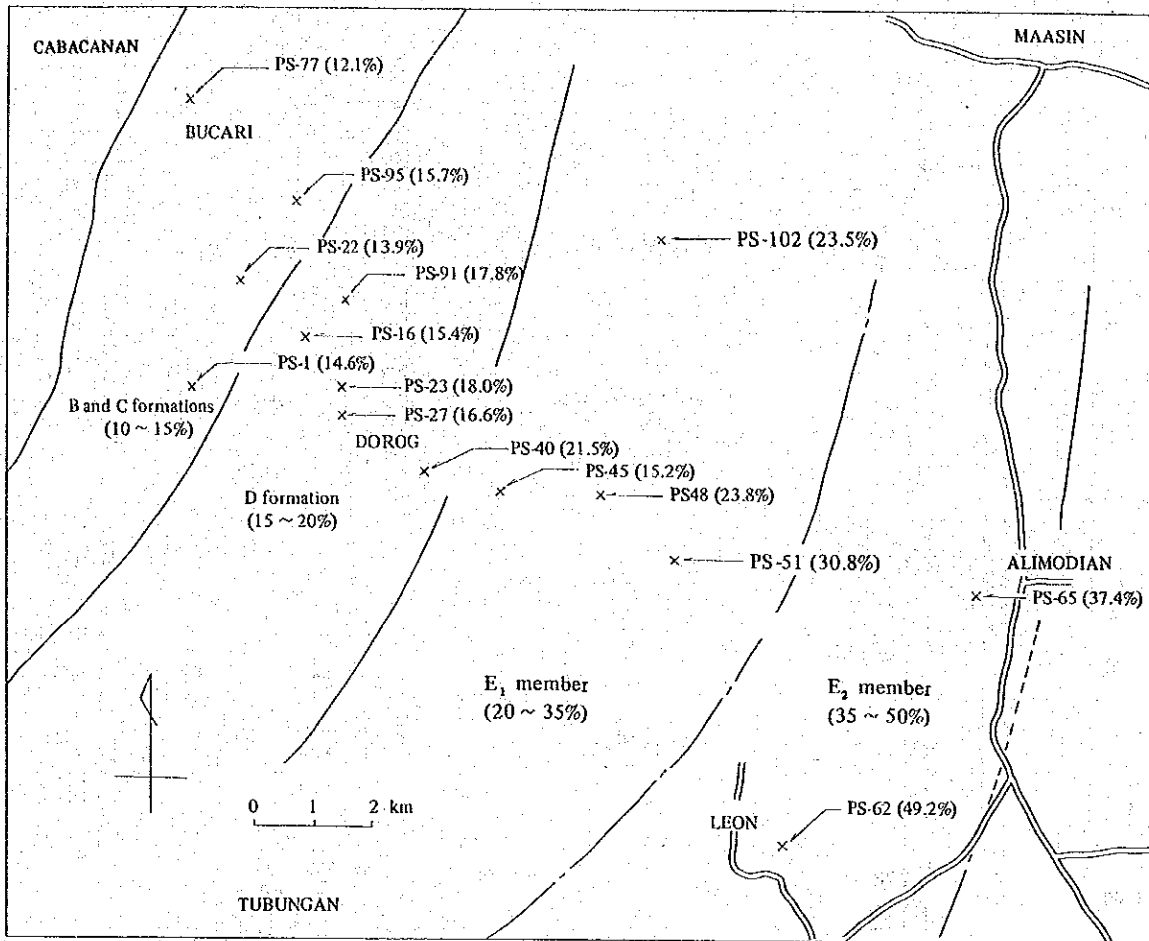 CABACANAN
MAASIN
PS-77 (12.1%)
BUCARI
PS-95 (15.7%)
PS-22 (13.9%)
PS-102 (23.5%)
PS-91 (17.8%)
PS-16 (15.4%)
PS-1 (14.6%)
PS-23 (18.0%)
B and C formations
(10 ~ 15%)
PS-27 (16.6%)
DOROG
PS-40 (21.5%)
PS-45 (15.2%)
PS48 (23.8%)
D formation
(15 ~ 20%)
PS-51 (30.8%)
ALIMODIAN
PS-65 (37.4%)
E₁ member
(20 ~ 35%)
E₂ member
(35 ~ 50%)
0 1 2 km
PS-62 (49.2%)
LEON
TUBUNGAN